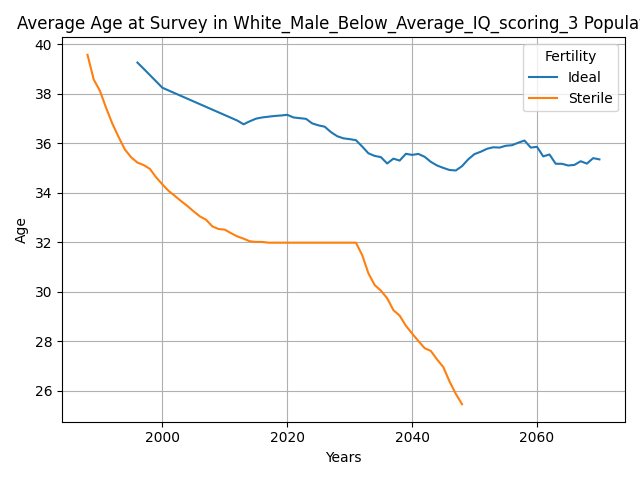 Average Age at Survey in White_Male_Below_Average_IQ_scoring_3 Popula
40
38
36
34
32
30
28
26
Age
Fertility
Ideal
Sterile
2000 2020 2040 2060
Years